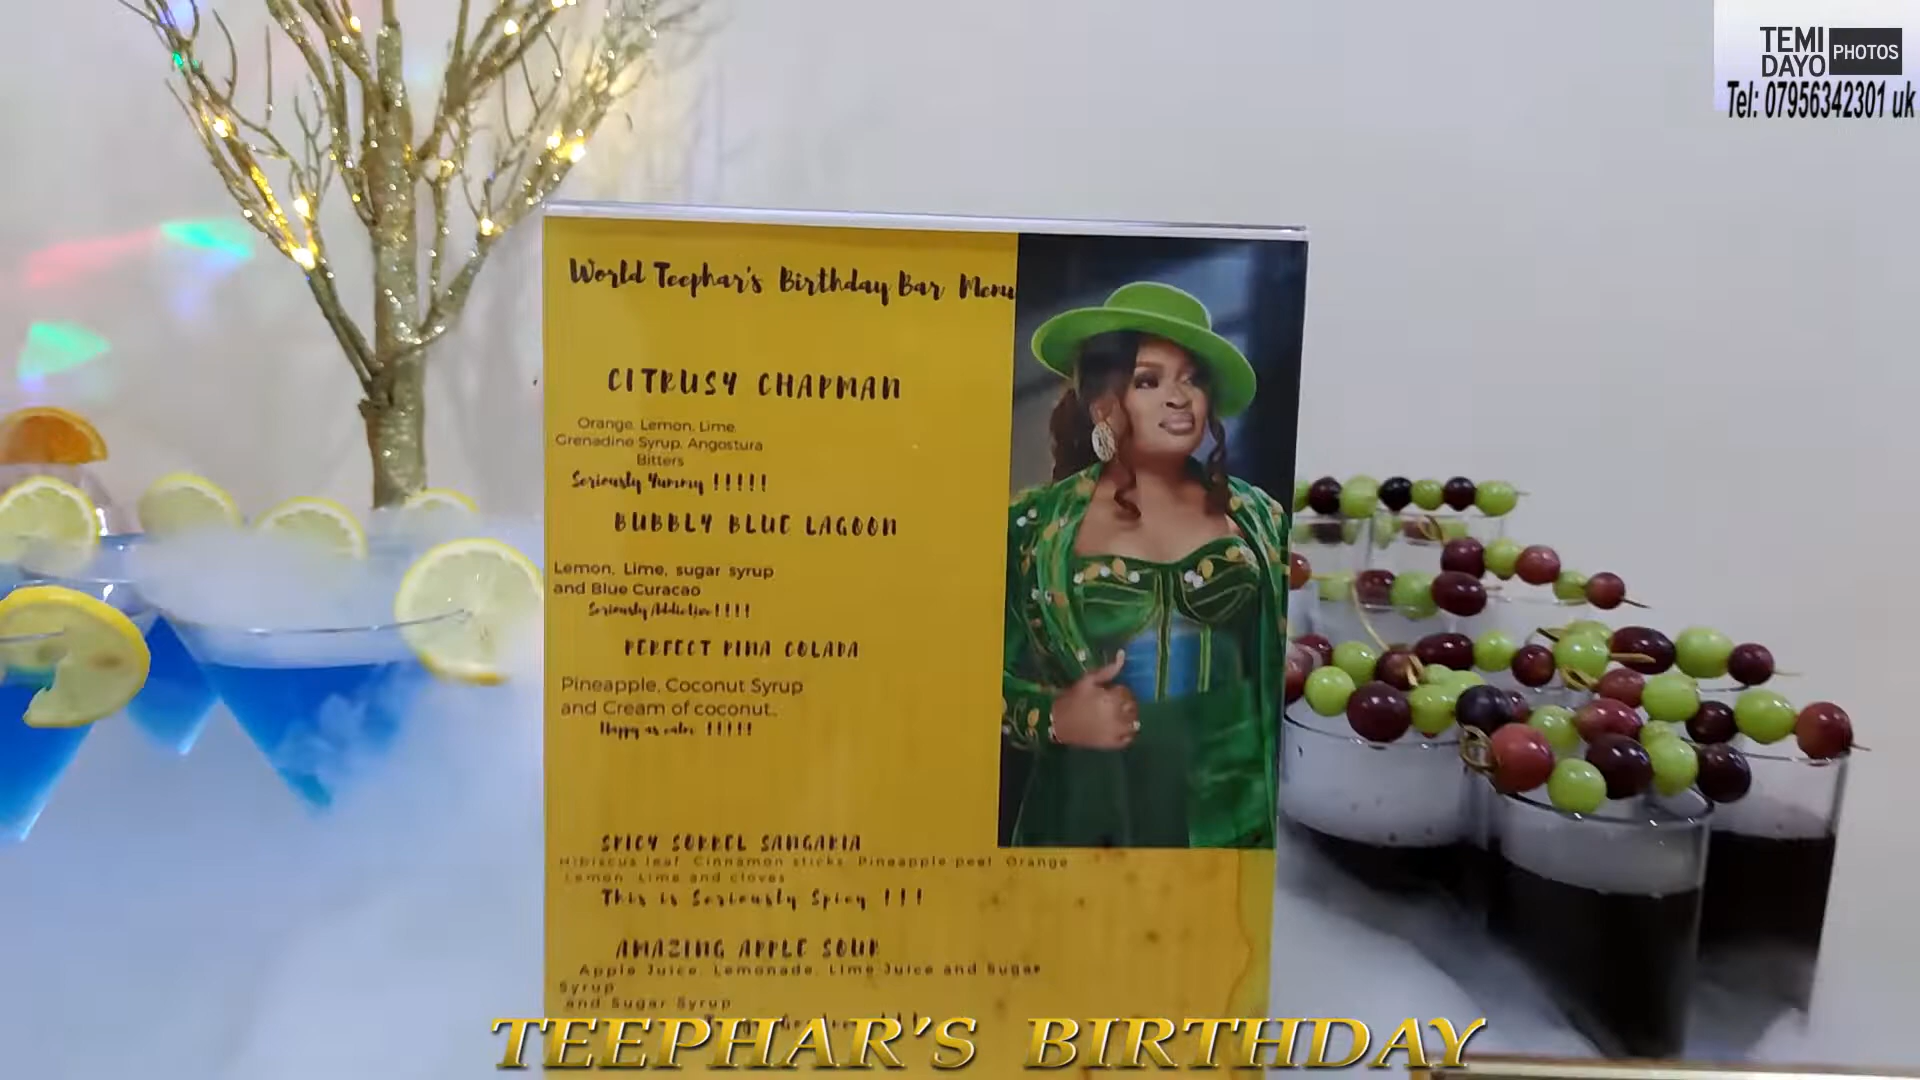 TEMI
DAYO PHOTOS
Tel: 07956342301 uk
World Teephar's Birthday Bar Menu
CITRUSY CHAPMAN
Orange, Lemon, Lime,
Grenadine Syrup, Angostura
Bitters
Seriously Yummy !!!!!
BUBBLY BLUE LAGOON
Lemon, Lime, sugar syrup
and Blue Curacao
Seriously Addictive!!!!
PERFECT PINA COLADA
Pineapple, Coconut Syrup
and Cream of coconut,.
Happy as !!!!!
SPICY SORREL SANGARIA
Hibiscus leaf, Cinnamon sticks, Pineapple peel, Orange
Lemon, Lime and cloves
This is Seriously Spicy !!!
AMAZING APPLE SOUR
Apple Juice, Lemonade, Lime Juice and Sugar
Syrup
and Sugar Syrup
TEEPHAR'S BIRTHDAY